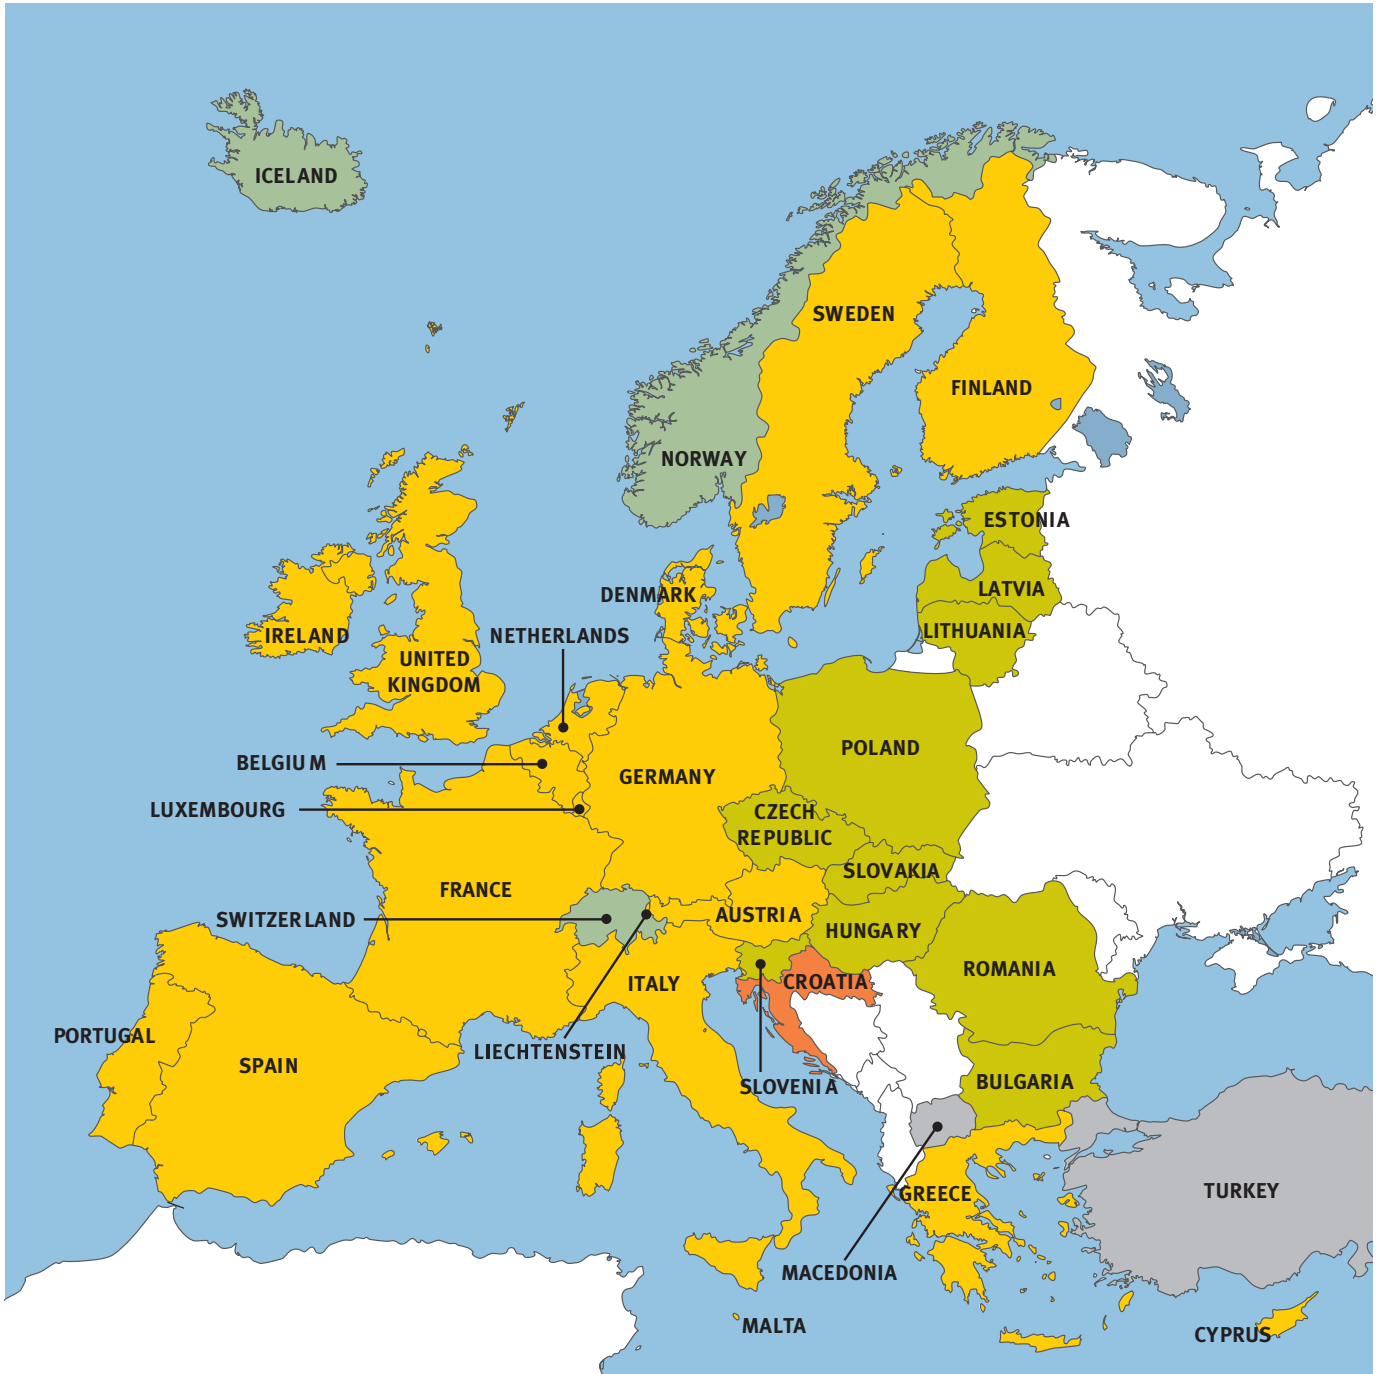 ICELAND
SWEDEN
FINLAND
NORWAY
ESTONIA
LATVIA
DENMARK
LITHUANIA
IRELAND
NETHERLANDS
UNITED
KINGDOM
POLAND
BELGIUM
GERMANY
LUXEMBOURG
CZECH
REPUBLIC
SLOVAKIA
FRANCE
SWITZERLAND
AUSTRIA
HUNGARY
ROMANIA
ITALY
CROATIA
PORTUGAL
LIECHTENSTEIN
SPAIN
SLOVENIA
BULGARIA
GREECE
TURKEY
MACEDONIA
MALTA
CYPRUS